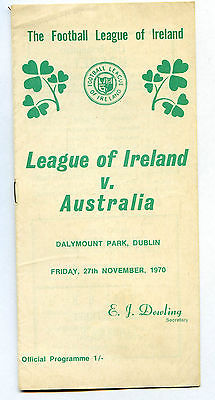 The Football League of Ireland
FOOTBALL LEAGUE
OF IRELAND
League of Ireland
v.
Australia
DALYMOUNT PARK, DUBLIN
FRIDAY, 27th NOVEMBER, 1970
E. J. Dowling
Secretary
Official Programme 1/-